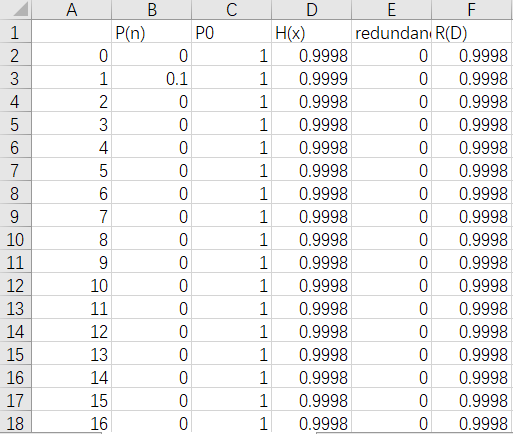 A B C D E F
1 P(n) P0 H(x) redundan R(D)
2 0 0 1 0.9998 0 0.9998
3 1 0.1 1 0.9999 0 0.9998
4 2 0 1 0.9998 0 0.9998
5 3 0 1 0.9998 0 0.9998
6 4 0 1 0.9998 0 0.9998
7 5 0 1 0.9998 0 0.9998
8 6 0 1 0.9998 0 0.9998
9 7 0 1 0.9998 0 0.9998
10 8 0 1 0.9998 0 0.9998
11 9 0 1 0.9998 0 0.9998
12 10 0 1 0.9998 0 0.9998
13 11 0 1 0.9998 0 0.9998
14 12 0 1 0.9998 0 0.9998
15 13 0 1 0.9998 0 0.9998
16 14 0 1 0.9998 0 0.9998
17 15 0 1 0.9998 0 0.9998
18 16 0 1 0.9998 0 0.9998